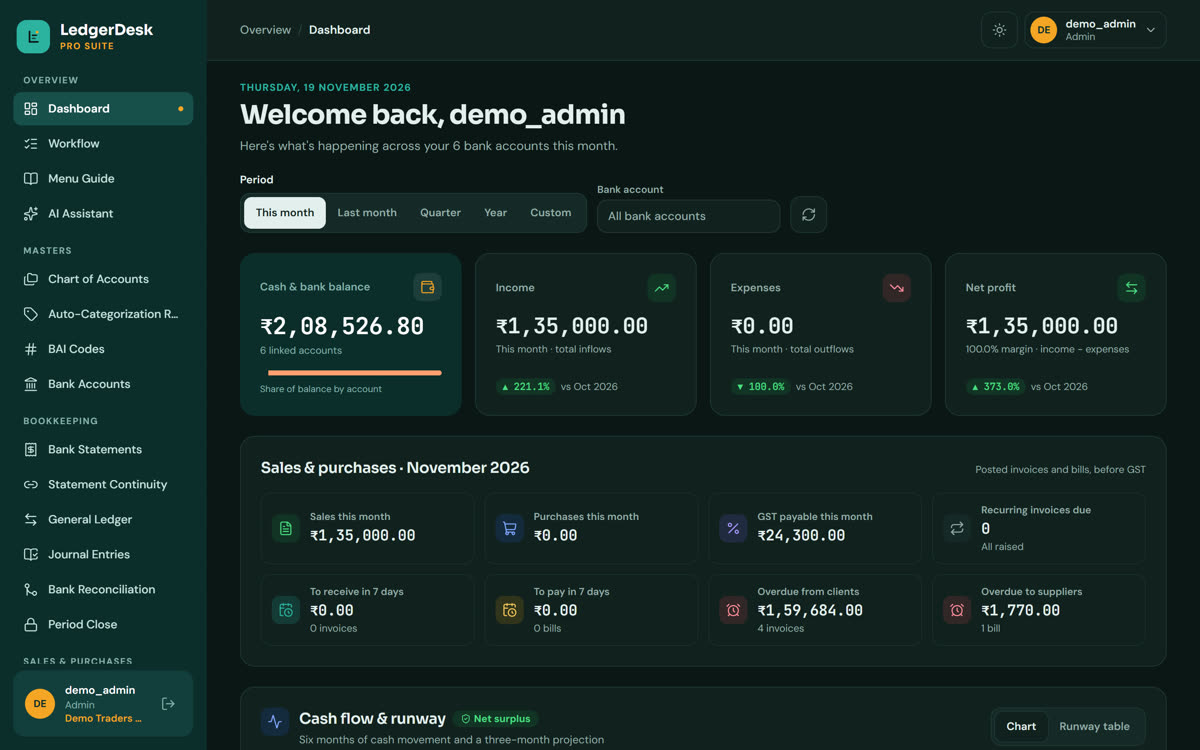 LedgerDesk
PRO SUITE
OVERVIEW
Dashboard
Workflow
Menu Guide
AI Assistant
MASTERS
Chart of Accounts
Auto-Categorization R...
BAI Codes
Bank Accounts
BOOKKEEPING
Bank Statements
Statement Continuity
General Ledger
Journal Entries
Bank Reconciliation
Period Close
SALES & PURCHASES
DE
demo_admin
Admin
Demo Traders ...
Overview / Dashboard
DE
demo_admin
Admin
THURSDAY, 19 NOVEMBER 2026
Welcome back, demo_admin
Here's what's happening across your 6 bank accounts this month.
Period
This month Last month Quarter Year Custom
Bank account
All bank accounts
Cash & bank balance
₹2,08,526.80
6 linked accounts
Share of balance by account
Income
₹1,35,000.00
This month · total inflows
▲ 221.1% vs Oct 2026
Expenses
₹0.00
This month · total outflows
▼ 100.0% vs Oct 2026
Net profit
₹1,35,000.00
100.0% margin · income − expenses
▲ 373.0% vs Oct 2026
Sales & purchases · November 2026
Posted invoices and bills, before GST
Sales this month
₹1,35,000.00
Purchases this month
₹0.00
GST payable this month
₹24,300.00
Recurring invoices due
0
All raised
To receive in 7 days
₹0.00
0 invoices
To pay in 7 days
₹0.00
0 bills
Overdue from clients
₹1,59,684.00
4 invoices
Overdue to suppliers
₹1,770.00
1 bill
Cash flow & runway
Net surplus
Six months of cash movement and a three-month projection
Chart Runway table